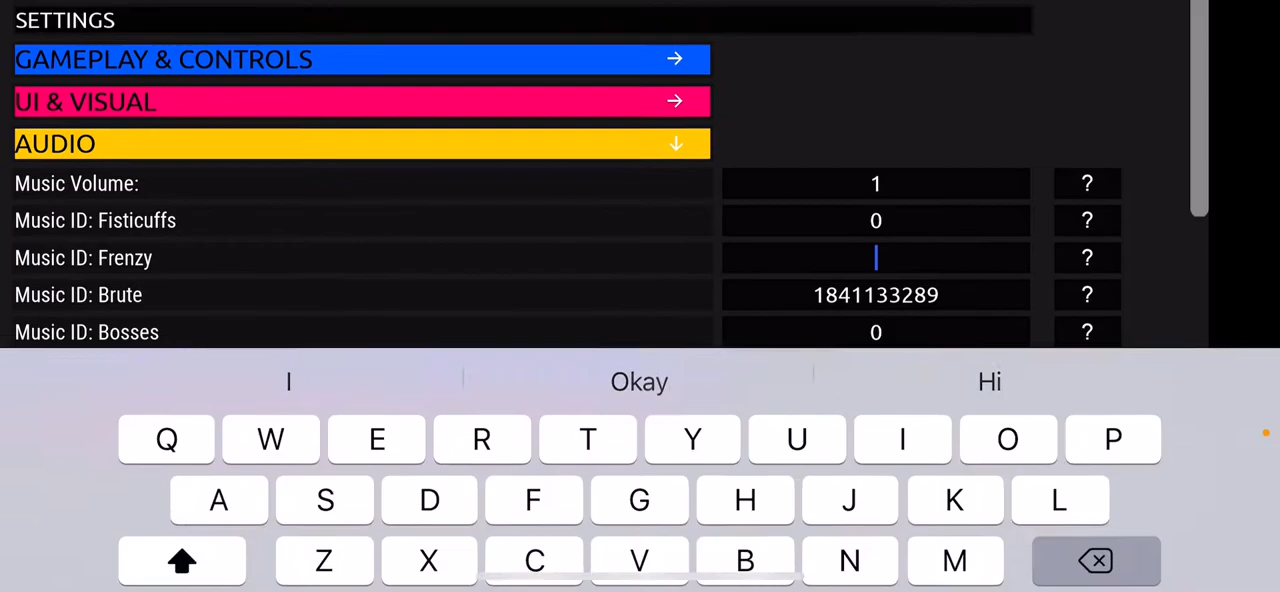 SETTINGS
GAMEPLAY & CONTROLS →
UI & VISUAL →
AUDIO ↓
Music Volume: 1 ?
Music ID: Fisticuffs 0 ?
Music ID: Frenzy ?
Music ID: Brute 1841133289 ?
Music ID: Bosses 0 ?
I Okay Hi
Q W E R T Y U I O P
A S D F G H J K L
Z X C V B N M